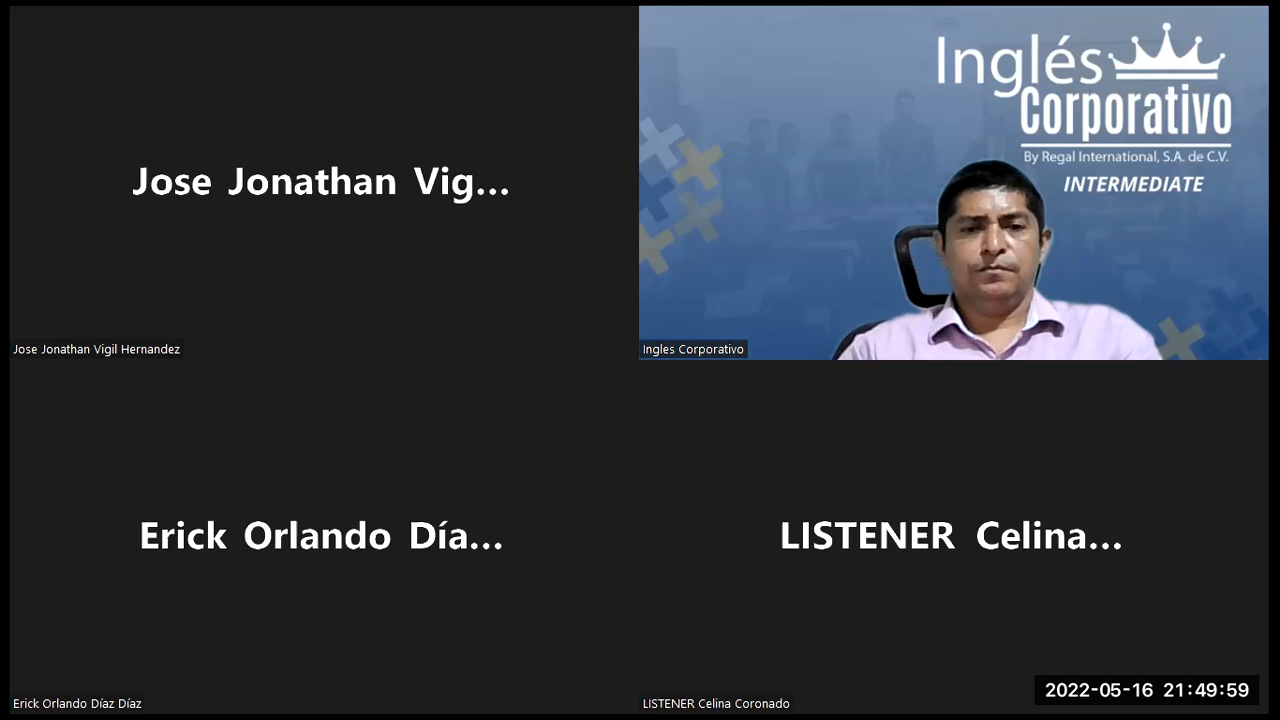 Jose Jonathan Vig...
Jose Jonathan Vigil Hernandez
Inglés
Corporativo
By Regal International, S.A. de C.V.
INTERMEDIATE
Ingles Corporativo
Erick Orlando Día...
Erick Orlando Díaz Díaz
LISTENER Celina...
LISTENER Celina Coronado
2022-05-16 21:49:59